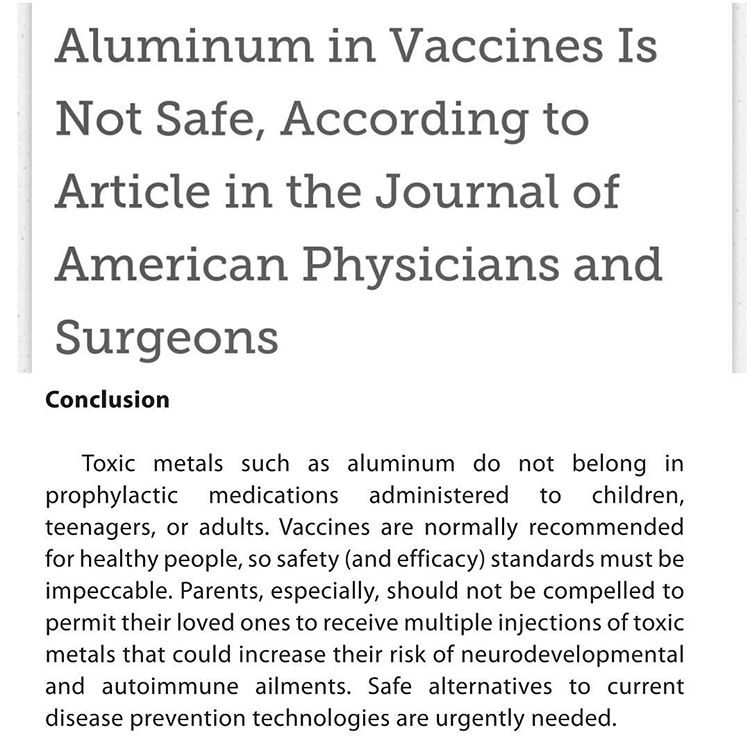 Aluminum in Vaccines Is
Not Safe, According to
Article in the Journal of
American Physicians and
Surgeons
Conclusion
Toxic metals such as aluminum do not belong in
prophylactic medications administered to children,
teenagers, or adults. Vaccines are normally recommended
for healthy people, so safety (and efficacy) standards must be
impeccable. Parents, especially, should not be compelled to
permit their loved ones to receive multiple injections of toxic
metals that could increase their risk of neurodevelopmental
and autoimmune ailments. Safe alternatives to current
disease prevention technologies are urgently needed.